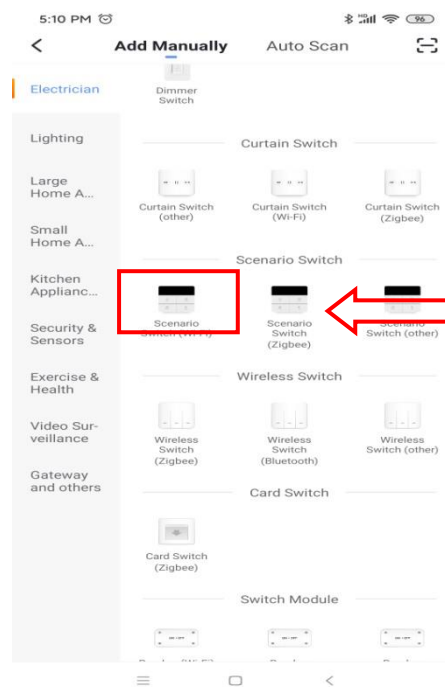 5:10 PM
96
Add Manually Auto Scan
Electrician
Dimmer
Switch
Lighting
Curtain Switch
Large
Home A...
Curtain Switch
(other)
Curtain Switch
(Wi-Fi)
Curtain Switch
(Zigbee)
Small
Home A...
Scenario Switch
Kitchen
Applianc...
Scenario
Switch (Wi-Fi)
Scenario
Switch
(Zigbee)
Scenario
Switch (other)
Security &
Sensors
Exercise &
Health
Wireless Switch
Video Sur-
veillance
Wireless
Switch
(Zigbee)
Wireless
Switch
(Bluetooth)
Wireless
Switch (other)
Gateway
and others
Card Switch
Card Switch
(Zigbee)
Switch Module